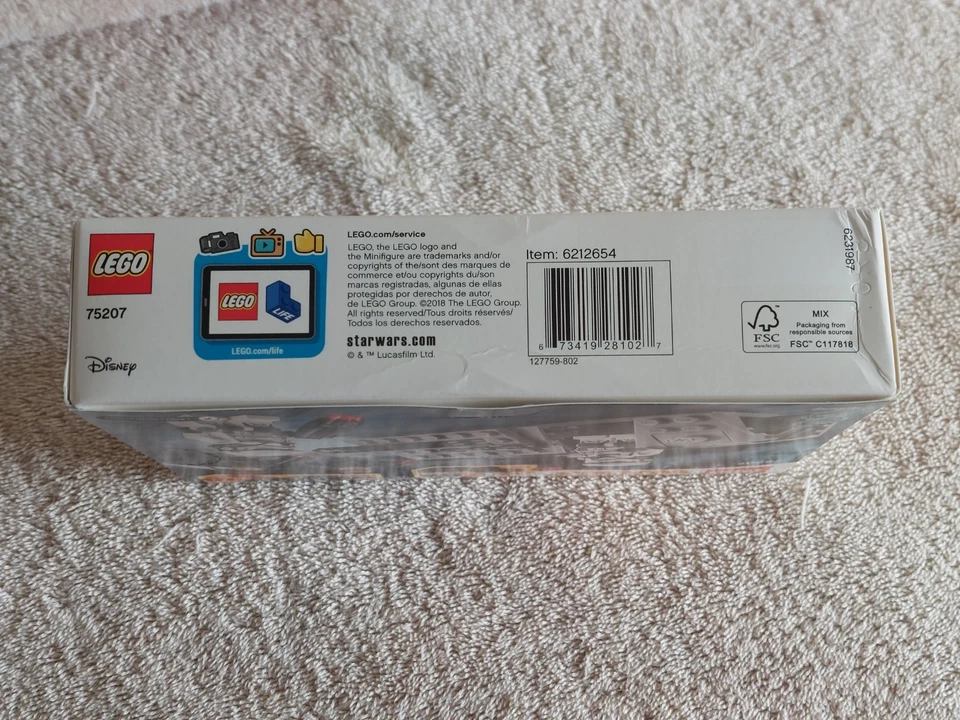 LEGO
75207
Disney
LEGO
LIFE
LEGO.com/life
LEGO.com/service
LEGO, the LEGO logo and
the Minifigure are trademarks and/or
copyrights of the/sont des marques de
commerce et/ou copyrights du/son
marcas registradas, algunas de ellas
protegidas por derechos de autor,
de LEGO Group. ©2018 The LEGO Group.
All rights reserved/Tous droits réservés/
Todos los derechos reservados.
starwars.com
© & ™ Lucasfilm Ltd.
Item: 6212654
6 73419 28102 7
127759-802
FSC
www.fsc.org
MIX
Packaging from
responsible sources
FSC™ C117818
6231987